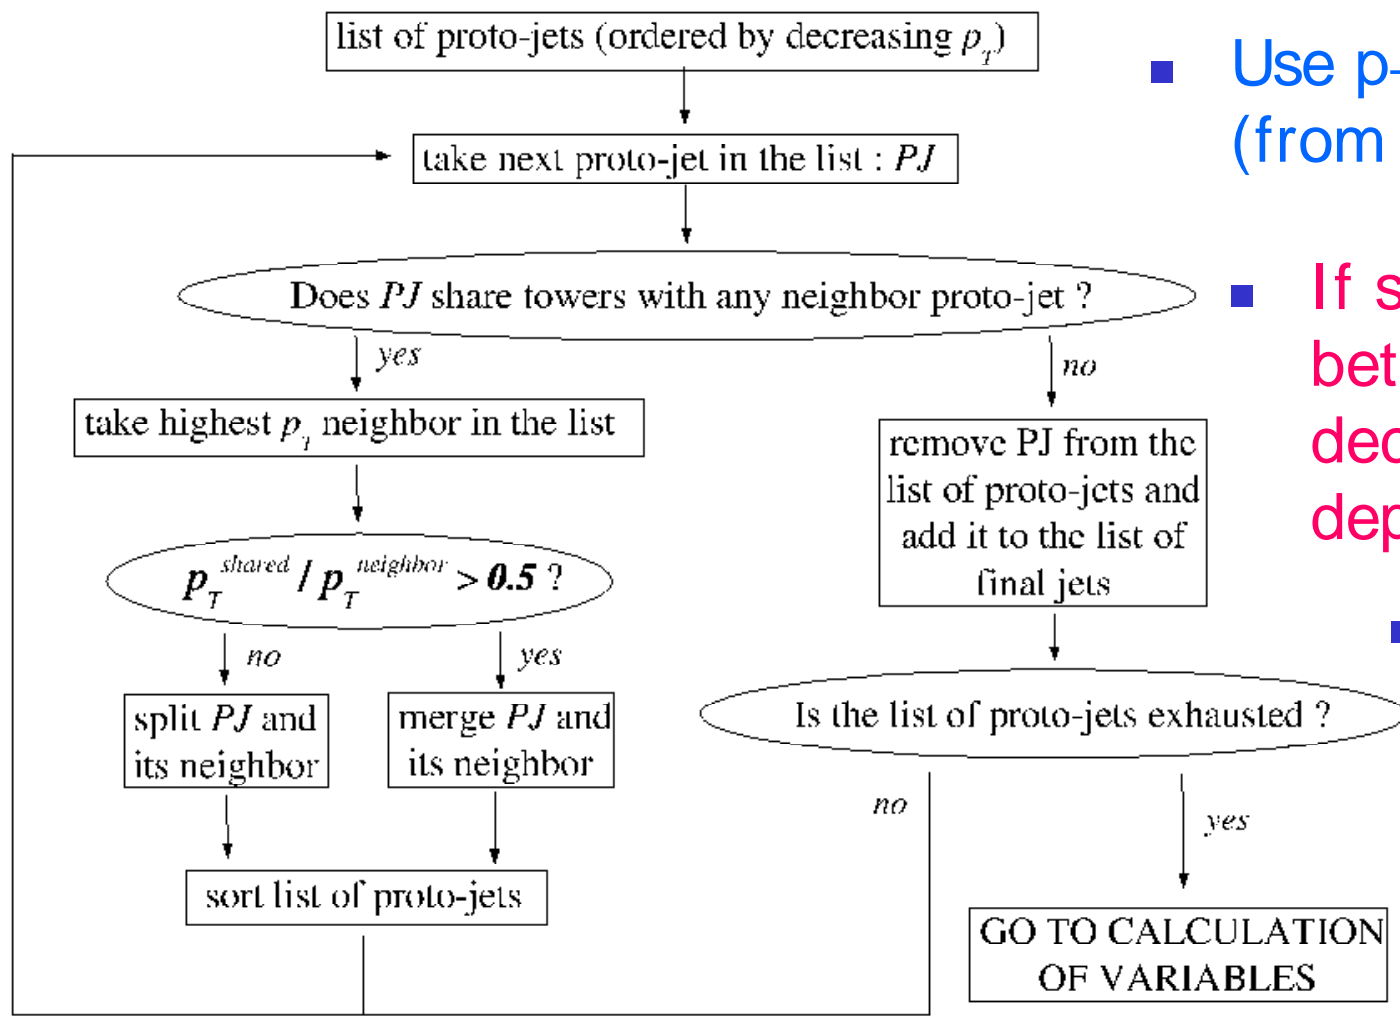 list of proto-jets (ordered by decreasing p_T)
take next proto-jet in the list : PJ
Does PJ share towers with any neighbor proto-jet ?
yes
no
take highest p_T neighbor in the list
remove PJ from the
list of proto-jets and
add it to the list of
final jets
p_T^shared / p_T^neighbor > 0.5 ?
no
yes
split PJ and
its neighbor
merge PJ and
its neighbor
Is the list of proto-jets exhausted ?
no
yes
sort list of proto-jets
GO TO CALCULATION
OF VARIABLES
Use p-
(from
If s
bet
dec
dep